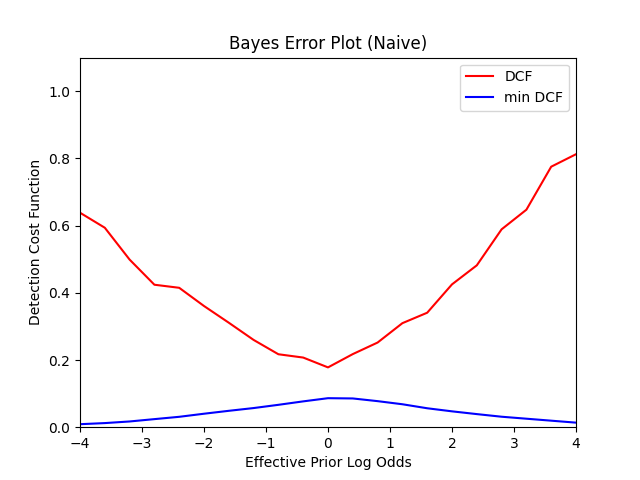 Bayes Error Plot (Naive)
DCF
min DCF
Detection Cost Function
1.0
0.8
0.6
0.4
0.2
0.0
−4 −3 −2 −1 0 1 2 3 4
Effective Prior Log Odds